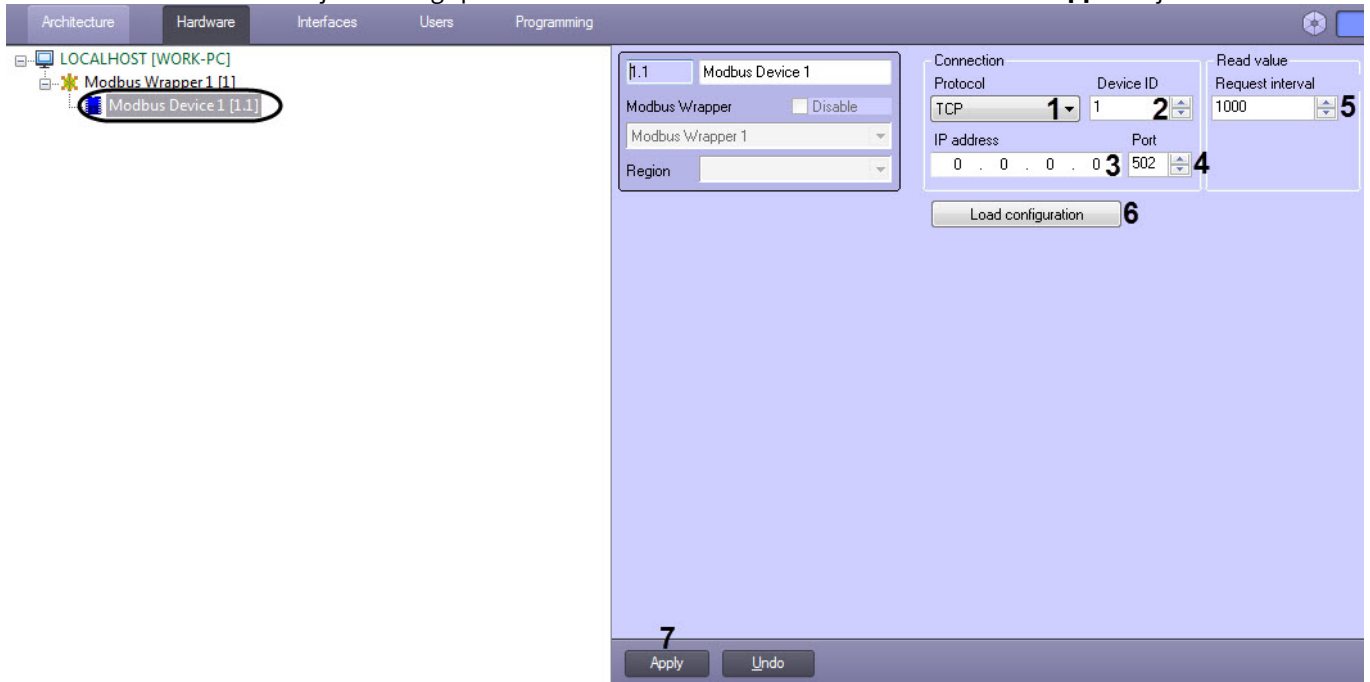 Architecture Hardware Interfaces Users Programming
LOCALHOST [WORK-PC]
Modbus Wrapper 1 [1]
Modbus Device 1 [1.1]
1.1 Modbus Device 1
Modbus Wrapper Disable
Modbus Wrapper 1
Region
Connection
Protocol Device ID
TCP 1 1 2
IP address Port
0 . 0 . 0 . 0 3 502 4
Read value
Request interval
1000 5
Load configuration 6
7
Apply Undo